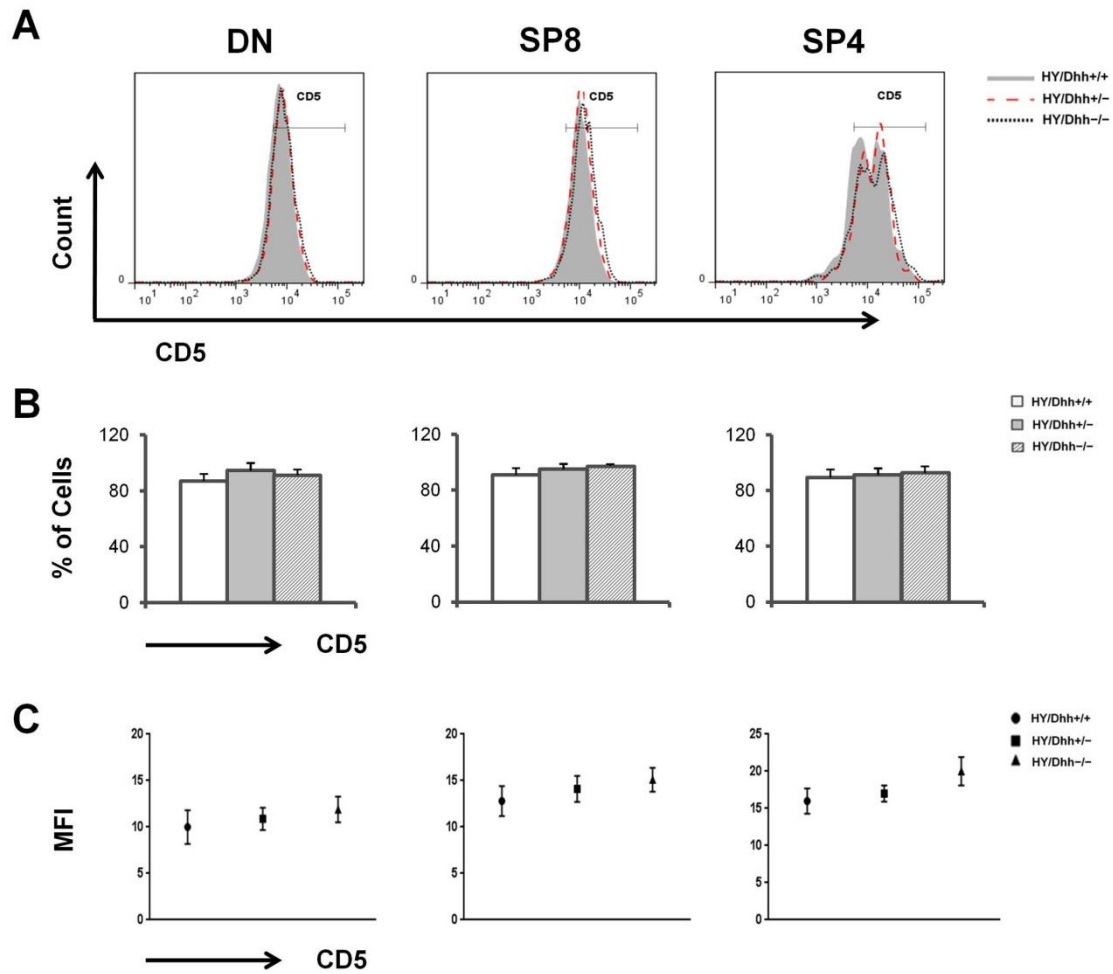 A
DN SP8 SP4
CD5 CD5 CD5
HY/Dhh+/+
HY/Dhh+/−
HY/Dhh−/−
Count
0 0 0
10¹ 10² 10³ 10⁴ 10⁵ 10¹ 10² 10³ 10⁴ 10⁵ 10¹ 10² 10³ 10⁴ 10⁵
CD5
B
HY/Dhh+/+
HY/Dhh+/−
HY/Dhh−/−
% of Cells
120 120 120
80 80 80
40 40 40
0 0 0
CD5
C
HY/Dhh+/+
HY/Dhh+/−
HY/Dhh−/−
MFI
20 20 25
15 15 20
10 10 15
5 5 10
0 0 5
0
CD5